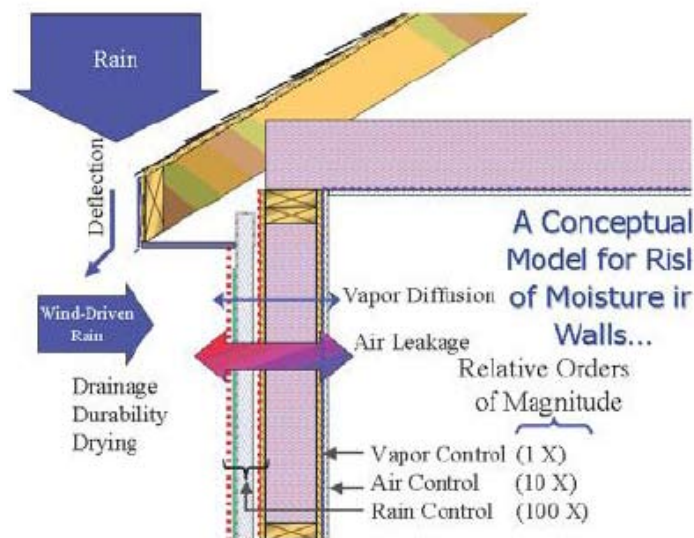 Rain
Deflection
Wind-Driven
Rain
Drainage
Durability
Drying
A Conceptual
Model for Risk
of Moisture in
Walls...
Vapor Diffusion
Air Leakage
Relative Orders
of Magnitude
Vapor Control (1 X)
Air Control (10 X)
Rain Control (100 X)